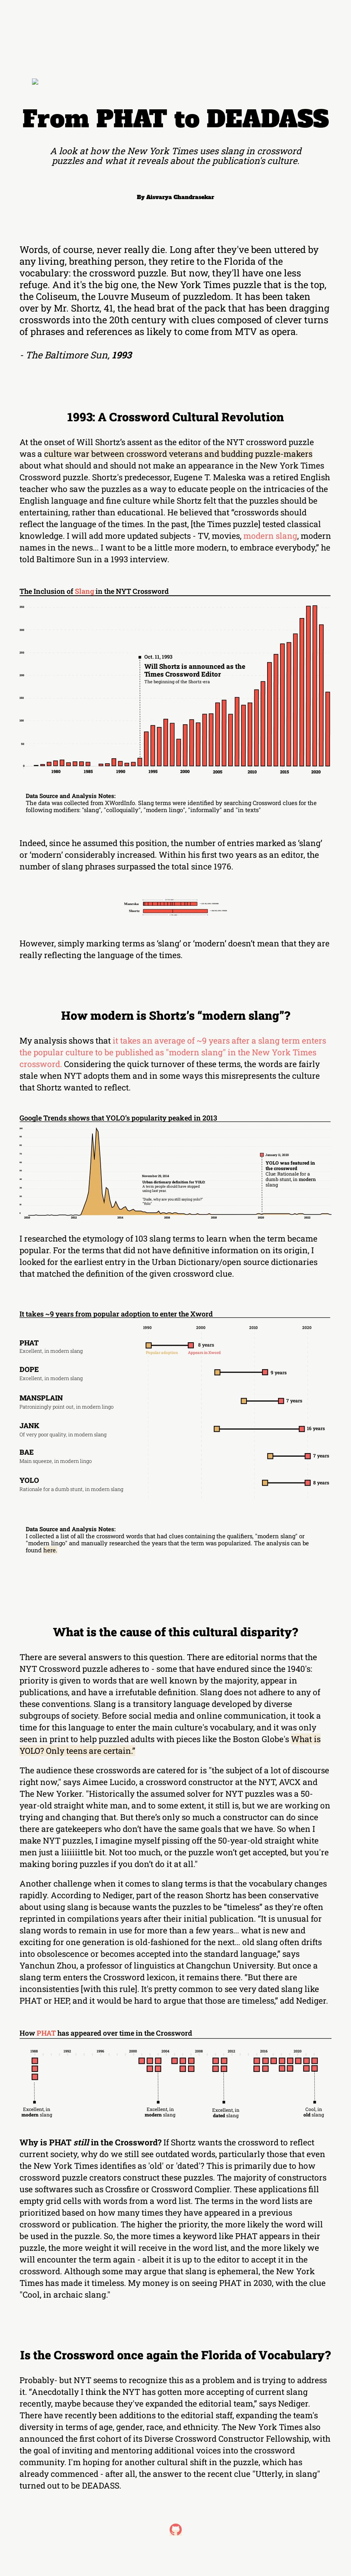 From PHAT to DEADASS
A look at how the New York Times uses slang in crossword
puzzles and what it reveals about the publication's culture.
By Aisvarya Chandrasekar
Words, of course, never really die. Long after they've been uttered by
any living, breathing person, they retire to the Florida of the
vocabulary: the crossword puzzle. But now, they'll have one less
refuge. And it's the big one, the New York Times puzzle that is the tap,
the Coliseum, the Louvre Museum of puzzledom. It has been taken
over by Mr. Shortz, 41, the head brat of the pack that has been dragging
crosswords into the 20th century with clues composed of clever turns
of phrases and references as likely to come from MTV as opera.
- The Baltimore Sun, 1993
1993: A Crossword Cultural Revolution
At the onset of Will Shortz's assent as the editor of the NYT crossword puzzle
was a culture war between crossword veterans and budding puzzle-makers
about what should and should not make an appearance in the New York Times
Crossword puzzle. Shortz's predecessor, Eugene T. Maleska was a retired English
teacher who saw the puzzles as a way to educate people on the intricacies of the
English language and fine culture while Shortz felt that the puzzles should be
entertaining, rather than educational. He believed that "crosswords should
reflect the language of the times. In the past, [the Times puzzle] tested classical
knowledge. I will add more updated subjects - TV, movies, modern slang, modern
names in the news... I want to be a little more modern, to embrace everybody,” he
told Baltimore Sun in a 1993 interview.
The Inclusion of Slang in the NYT Crossword
350
300
250
200
150
100
50
0
Oct. 11, 1993
Will Shortz is announced as the
Times Crossword Editor
The beginning of the Shortz era
1980 1985 1990 1995 2000 2005 2010 2015 2020
Data Source and Analysis Notes:
The data was collected from XWordInfo. Slang terms were identified by searching Crossword clues for the
following modifiers: "slang", "colloquially", "modern lingo", "informally" and "in texts"
Indeed, since he assumed this position, the number of entries marked as ‘slang’
or ‘modern’ considerably increased. Within his first two years as an editor, the
number of slang phrases surpassed the total since 1976.
Maleska
Shortz
However, simply marking terms as ‘slang’ or ‘modern’ doesn’t mean that they are
really reflecting the language of the times.
How modern is Shortz’s “modern slang”?
My analysis shows that it takes an average of ~9 years after a slang term enters
the popular culture to be published as "modern slang" in the New York Times
crossword. Considering the quick turnover of these terms, the words are fairly
stale when NYT adopts them and in some ways this misrepresents the culture
that Shortz wanted to reflect.
Google Trends shows that YOLO's popularity peaked in 2013
November 29, 2014
Urban dictionary definition for YOLO
A term people should have stopped
using last year
"Dude, why are you still saying yolo?"
"Yolo"
January 11, 2020
YOLO was featured in
the crossword
Clue: Rationale for a
dumb stunt, in modern
slang
I researched the etymology of 103 slang terms to learn when the term became
popular. For the terms that did not have definitive information on its origin, I
looked for the earliest entry in the Urban Dictionary/open source dictionaries
that matched the definition of the given crossword clue.
It takes ~9 years from popular adoption to enter the Xword
1990 2000 2010 2020
PHAT
Excellent, in modern slang
8 years
Popular adoption Appears in Xword
DOPE
Excellent, in modern slang
9 years
MANSPLAIN
Patronisingly point out, in modern lingo
7 years
JANK
Of very poor quality, in modern slang
16 years
BAE
Main squeeze, in modern lingo
7 years
YOLO
Rationale for a dumb stunt, in modern slang
8 years
Data Source and Analysis Notes:
I collected a list of all the crossword words that had clues containing the qualifiers, "modern slang" or
"modern lingo" and manually researched the years that the term was popularized. The analysis can be
found here.
What is the cause of this cultural disparity?
There are several answers to this question. There are editorial norms that the
NYT Crossword puzzle adheres to - some that have endured since the 1940's:
priority is given to words that are well known by the majority, appear in
publications, and have a irrefutable definition. Slang does not adhere to any of
these conventions. Slang is a transitory language developed by diverse
subgroups of society. Before social media and online communication, it took a
time for this language to enter the main culture's vocabulary, and it was often
seen in print to help prudent adults with pieces like the Boston Globe's What is
YOLO? Only teens are certain."
The audience these crosswords are catered for is "the subject of a lot of discourse
right now," says Aimee Lucido, a crossword constructor at the NYT, AVCX and
The New Yorker. "Historically the assumed solver for NYT puzzles was a 50-
year-old straight white man, and to some extent, it still is, but we are working on
trying and changing that. But there’s only so much a constructor can do since
there are gatekeepers who don’t have the same goals that we have. So when I
make NYT puzzles, I imagine myself pissing off the 50-year-old straight white
men just a liiiiiittle bit. Not too much, or the puzzle won’t get accepted, but you're
making boring puzzles if you don’t do it at all."
Another challenge when it comes to slang terms is that the vocabulary changes
rapidly. According to Nediger, part of the reason Shortz has been conservative
about using slang is because wants the puzzles to be “timeless” as they're often
reprinted in compilations years after their initial publication. “It is unusual for
slang words to remain in use for more than a few years... what is new and
exciting for one generation is old-fashioned for the next... old slang often drifts
into obsolescence or becomes accepted into the standard language,” says
Yanchun Zhou, a professor of linguistics at Changchun University. But once a
slang term enters the Crossword lexicon, it remains there. “But there are
inconsistencies [with this rule]. It's pretty common to see very dated slang like
PHAT or HEP, and it would be hard to argue that those are timeless,” add Nediger.
How PHAT has appeared over time in the Crossword
1988 1992 1996 2000 2004 2008 2012 2016 2020
Excellent, in
modern slang
Excellent, in
modern slang
Excellent, in
dated slang
Cool, in
old slang
Why is PHAT still in the Crossword? If Shortz wants the crossword to reflect
current society, why do we still see outdated words, particularly those that even
the New York Times identifies as 'old' or 'dated'? This is primarily due to how
crossword puzzle creators construct these puzzles. The majority of constructors
use softwares such as Crossfire or Crossword Complier. These applications fill
empty grid cells with words from a word list. The terms in the word lists are
prioritized based on how many times they have appeared in a previous
crossword or publication. The higher the priority, the more likely the word will
be used in the puzzle. So, the more times a keyword like PHAT appears in their
puzzle, the more weight it will receive in the word list, and the more likely we
will encounter the term again - albeit it is up to the editor to accept it in the
crossword. Although some may argue that slang is ephemeral, the New York
Times has made it timeless. My money is on seeing PHAT in 2030, with the clue
"Cool, in archaic slang."
Is the Crossword once again the Florida of Vocabulary?
Probably- but NYT seems to recognize this as a problem and is trying to address
it. “Anecdotally I think the NYT has gotten more accepting of current slang
recently, maybe because they've expanded the editorial team,” says Nediger.
There have recently been additions to the editorial staff, expanding the team's
diversity in terms of age, gender, race, and ethnicity. The New York Times also
announced the first cohort of its Diverse Crossword Constructor Fellowship, with
the goal of inviting and mentoring additional voices into the crossword
community. I'm hoping for another cultural shift in the puzzle, which has
already commenced - after all, the answer to the recent clue "Utterly, in slang"
turned out to be DEADASS.